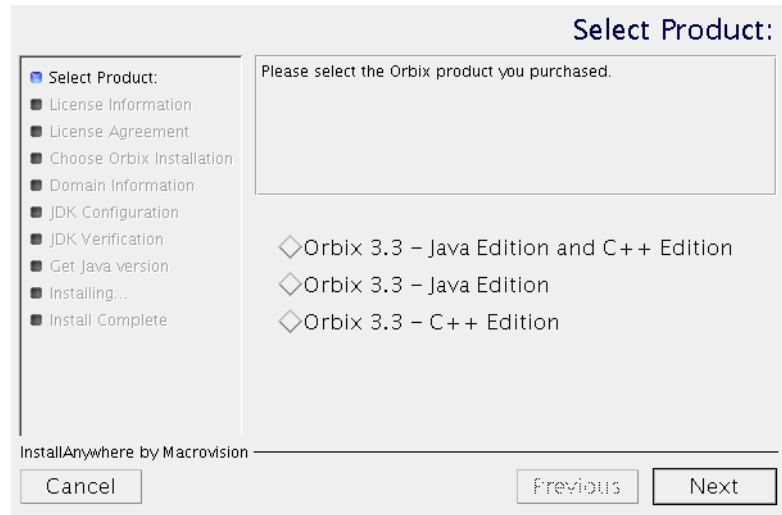 Select Product:
Select Product:
License Information
License Agreement
Choose Orbix Installation
Domain Information
JDK Configuration
JDK Verification
Get Java version
Installing...
Install Complete
Please select the Orbix product you purchased.
Orbix 3.3 – Java Edition and C++ Edition
Orbix 3.3 – Java Edition
Orbix 3.3 – C++ Edition
InstallAnywhere by Macrovision
Cancel
Previous
Next